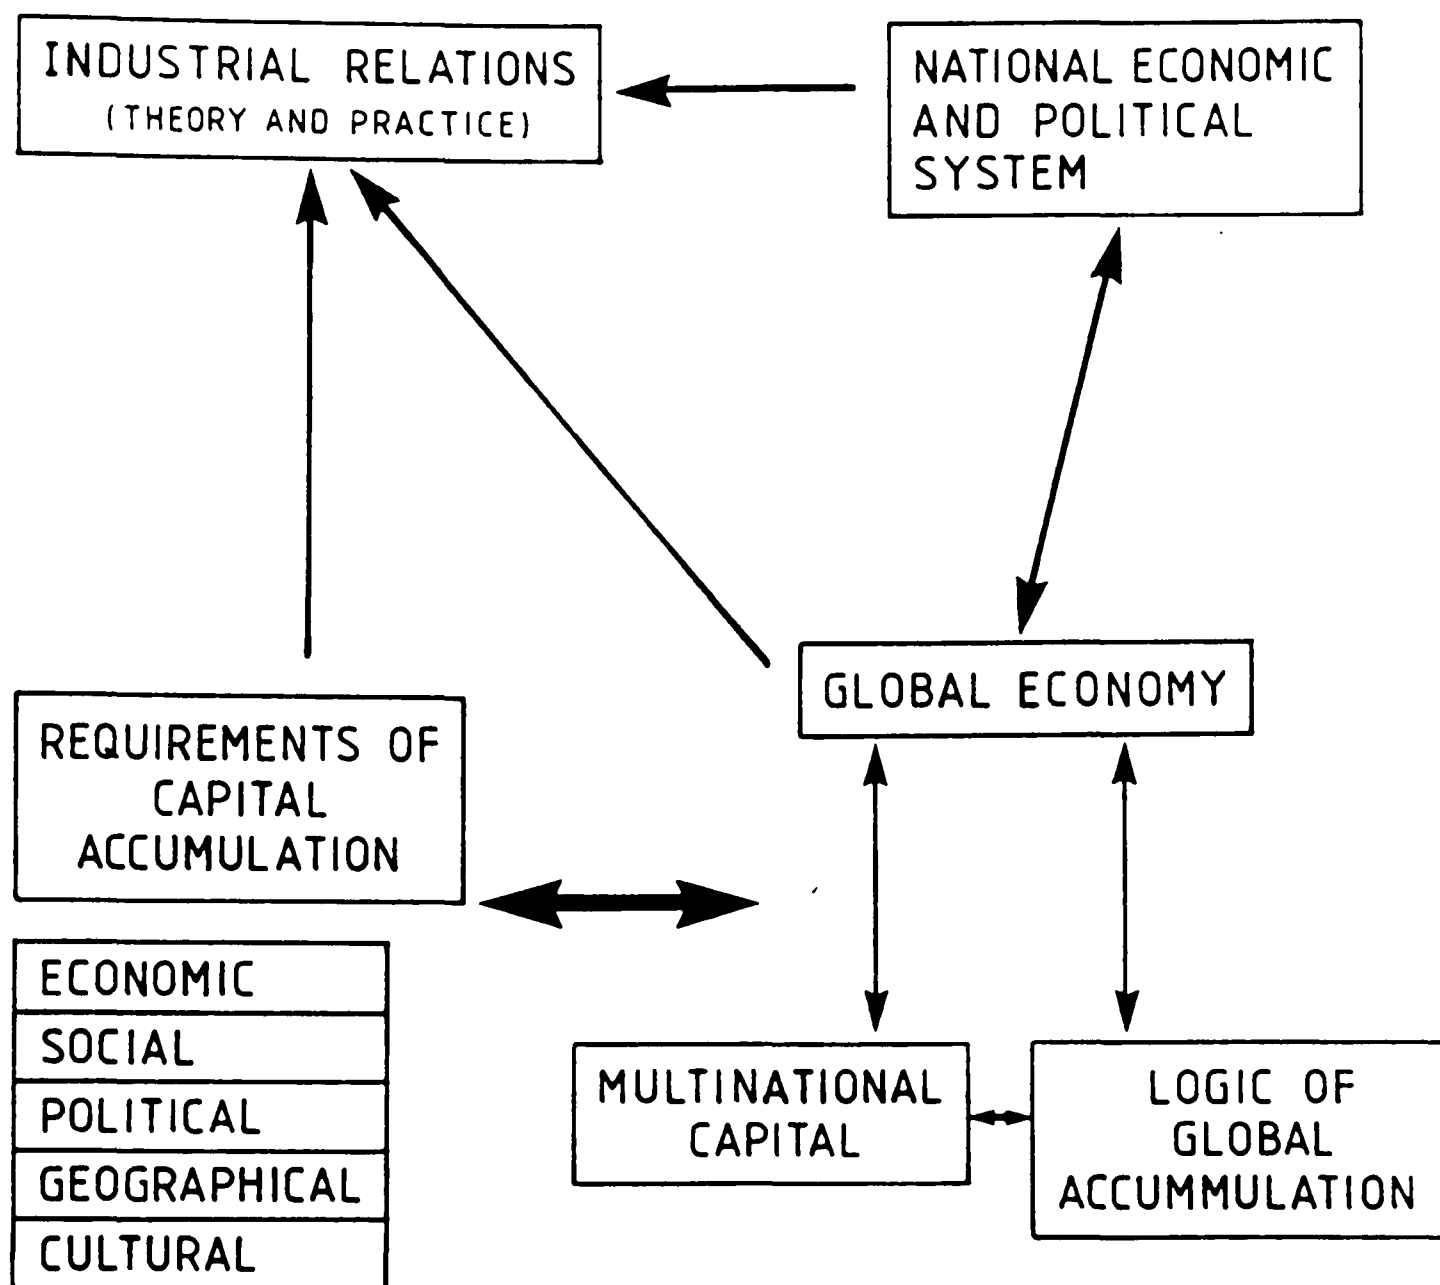 INDUSTRIAL RELATIONS
(THEORY AND PRACTICE)
NATIONAL ECONOMIC
AND POLITICAL
SYSTEM
GLOBAL ECONOMY
REQUIREMENTS OF
CAPITAL
ACCUMULATION
ECONOMIC
SOCIAL
POLITICAL
GEOGRAPHICAL
CULTURAL
MULTINATIONAL
CAPITAL
LOGIC OF
GLOBAL
ACCUMMULATION